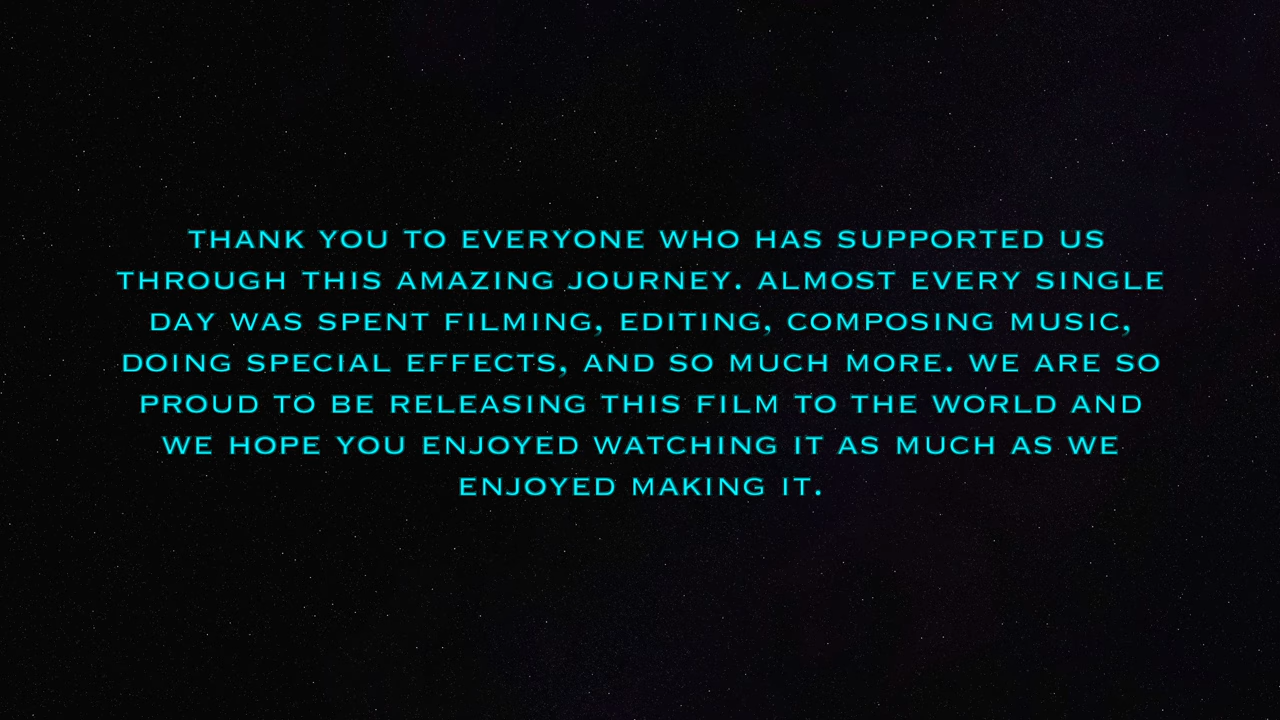 THANK YOU TO EVERYONE WHO HAS SUPPORTED US
THROUGH THIS AMAZING JOURNEY. ALMOST EVERY SINGLE
DAY WAS SPENT FILMING, EDITING, COMPOSING MUSIC,
DOING SPECIAL EFFECTS, AND SO MUCH MORE. WE ARE SO
PROUD TO BE RELEASING THIS FILM TO THE WORLD AND
WE HOPE YOU ENJOYED WATCHING IT AS MUCH AS WE
ENJOYED MAKING IT.